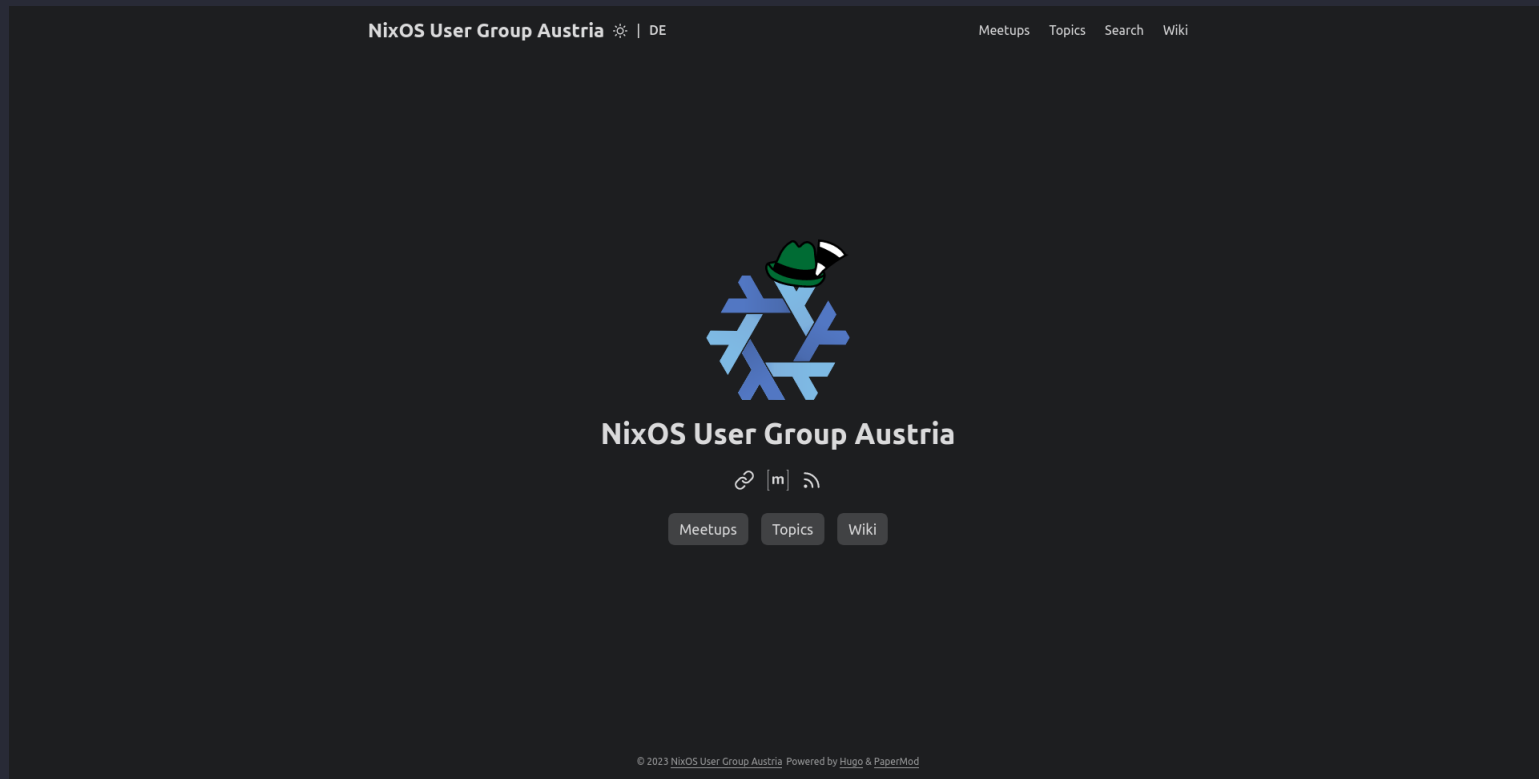 NixOS User Group Austria | DE Meetups Topics Search Wiki
NixOS User Group Austria
[m]
Meetups Topics Wiki
© 2023 NixOS User Group Austria Powered by Hugo & PaperMod